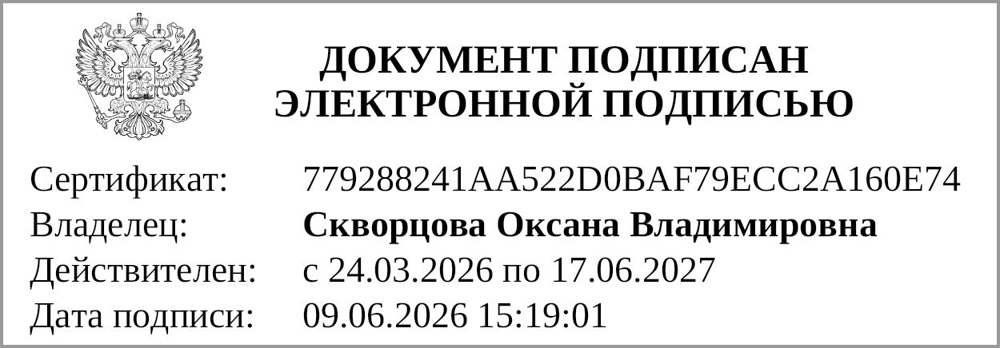 ДОКУМЕНТ ПОДПИСАН
ЭЛЕКТРОННОЙ ПОДПИСЬЮ
Сертификат: 779288241AA522D0BAF79ECC2A160E74
Владелец: Скворцова Оксана Владимировна
Действителен: с 24.03.2026 по 17.06.2027
Дата подписи: 09.06.2026 15:19:01